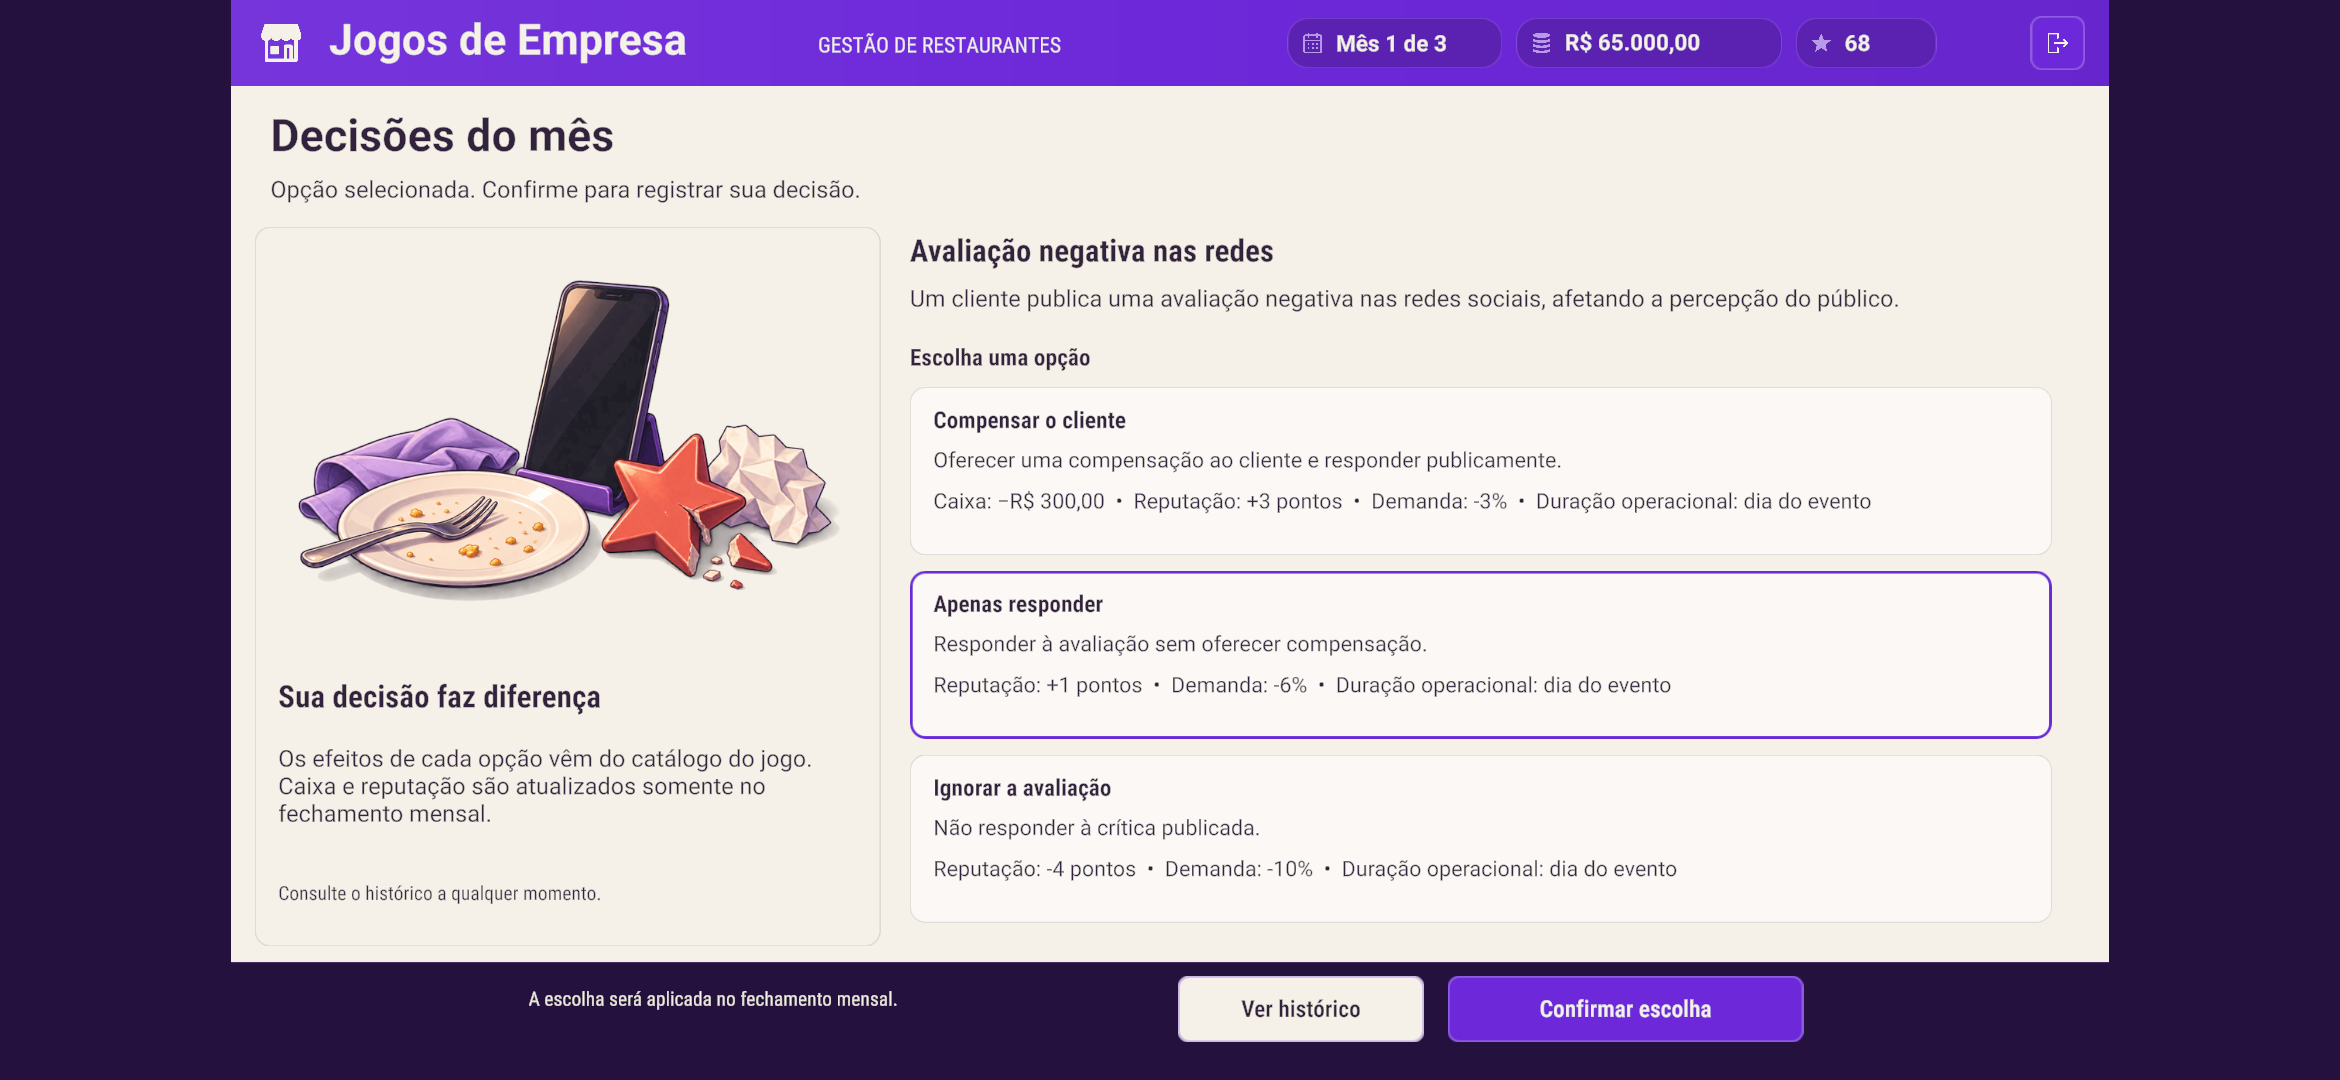 Jogos de Empresa
GESTÃO DE RESTAURANTES
Mês 1 de 3
R$ 65.000,00
68
Decisões do mês
Opção selecionada. Confirme para registrar sua decisão.
Sua decisão faz diferença
Os efeitos de cada opção vêm do catálogo do jogo.
Caixa e reputação são atualizados somente no
fechamento mensal.
Consulte o histórico a qualquer momento.
Avaliação negativa nas redes
Um cliente publica uma avaliação negativa nas redes sociais, afetando a percepção do público.
Escolha uma opção
Compensar o cliente
Oferecer uma compensação ao cliente e responder publicamente.
Caixa: −R$ 300,00 • Reputação: +3 pontos • Demanda: -3% • Duração operacional: dia do evento
Apenas responder
Responder à avaliação sem oferecer compensação.
Reputação: +1 pontos • Demanda: -6% • Duração operacional: dia do evento
Ignorar a avaliação
Não responder à crítica publicada.
Reputação: -4 pontos • Demanda: -10% • Duração operacional: dia do evento
A escolha será aplicada no fechamento mensal.
Ver histórico
Confirmar escolha